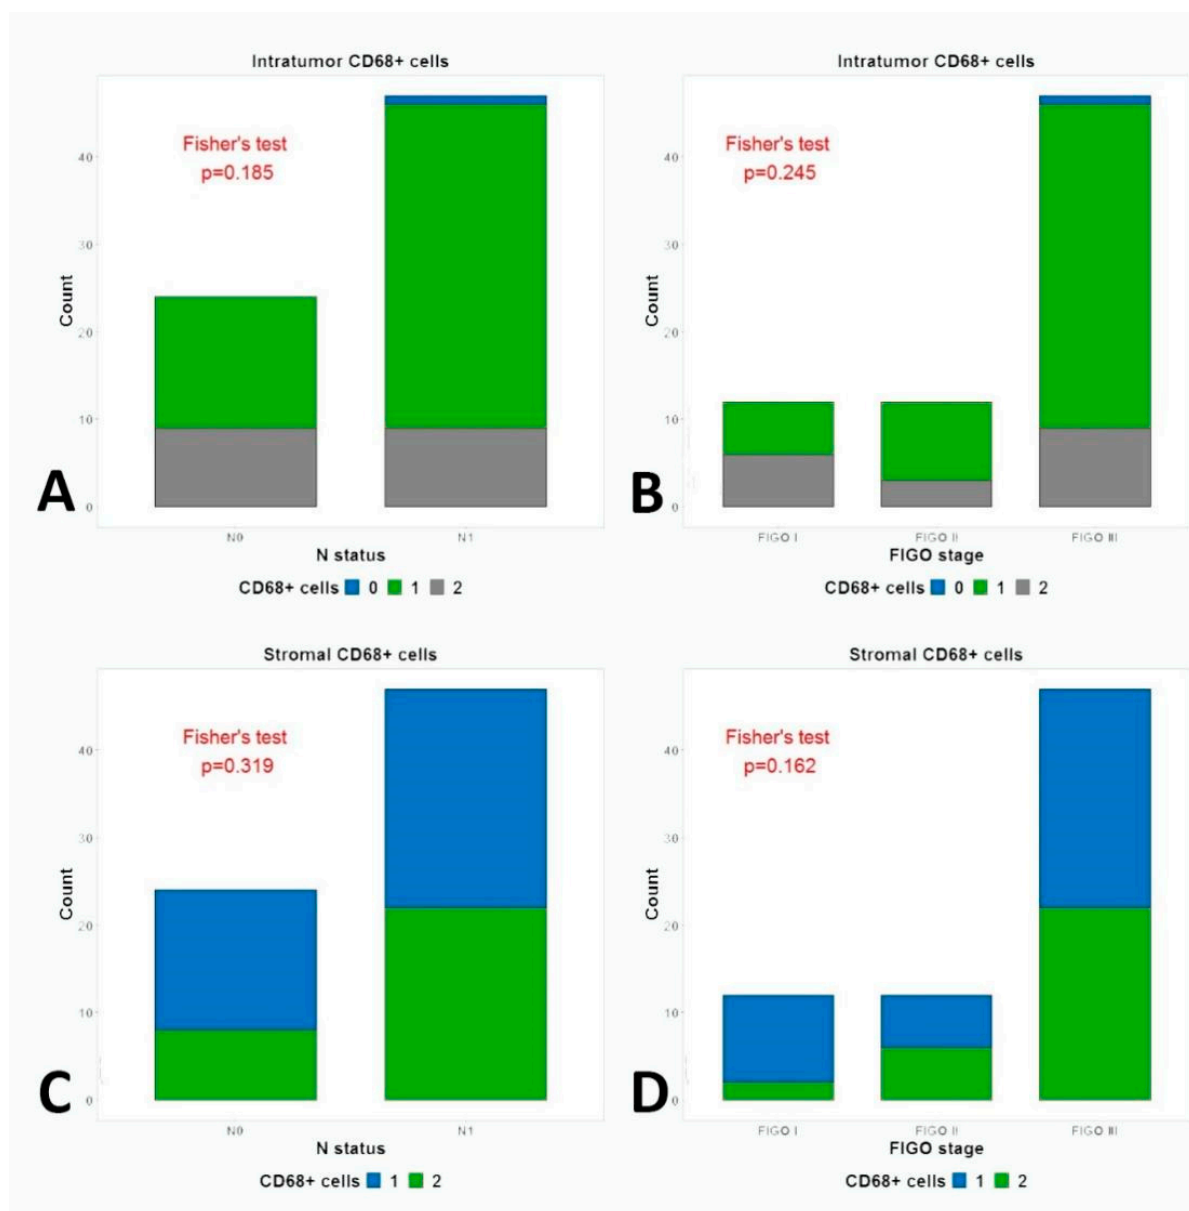 Intratumor CD68+ cells
Fisher's test
p=0.185
40
30
20
10
0
Count
A
N0
N1
N status
CD68+ cells 0 1 2
Intratumor CD68+ cells
Fisher's test
p=0.245
40
30
20
10
0
Count
B
FIGO I
FIGO II
FIGO III
FIGO stage
CD68+ cells 0 1 2
Stromal CD68+ cells
Fisher's test
p=0.319
40
30
20
10
0
Count
C
N0
N1
N status
CD68+ cells 1 2
Stromal CD68+ cells
Fisher's test
p=0.162
40
30
20
10
0
Count
D
FIGO I
FIGO II
FIGO III
FIGO stage
CD68+ cells 1 2